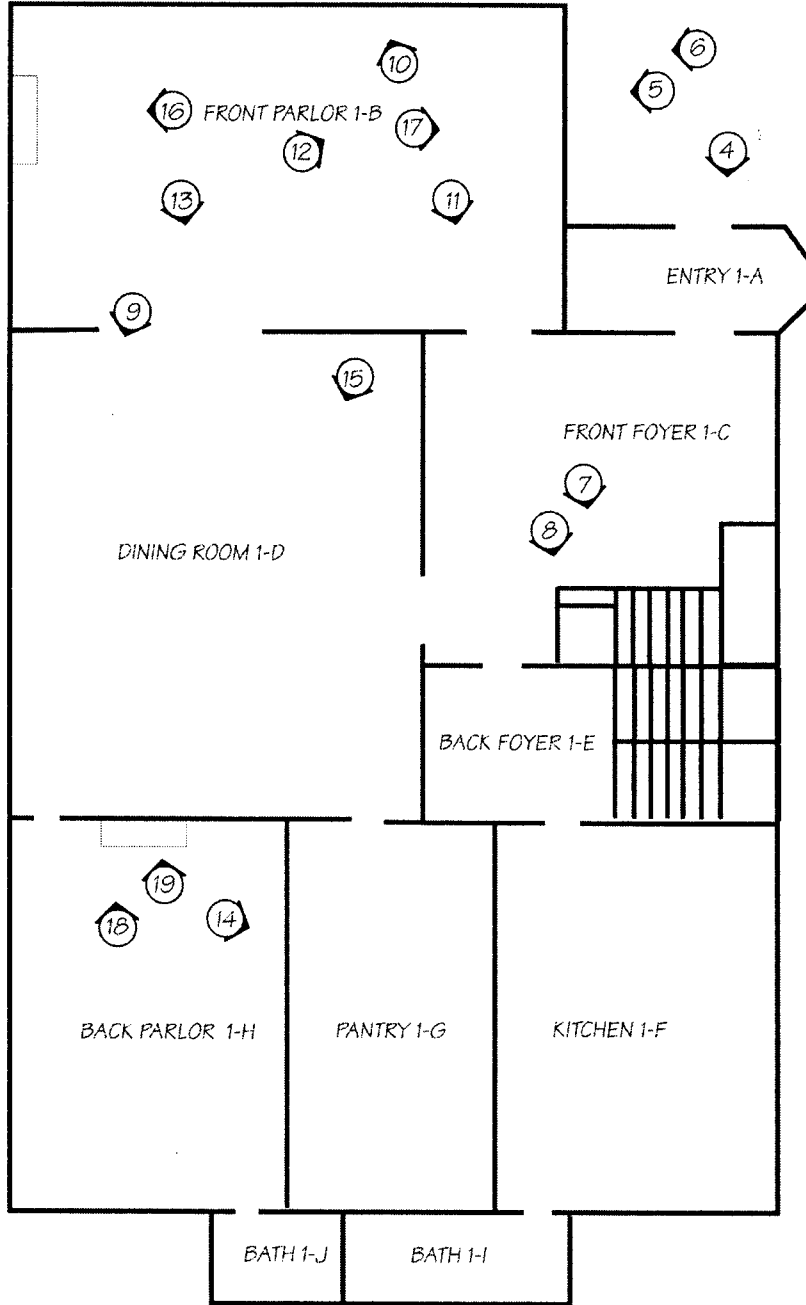 6
10
5
16
FRONT PARLOR 1-B
17
12
4
13
11
ENTRY 1-A
9
15
FRONT FOYER 1-C
7
8
DINING ROOM 1-D
BACK FOYER 1-E
19
18
14
BACK PARLOR 1-H
PANTRY 1-G
KITCHEN 1-F
BATH 1-J
BATH 1-I